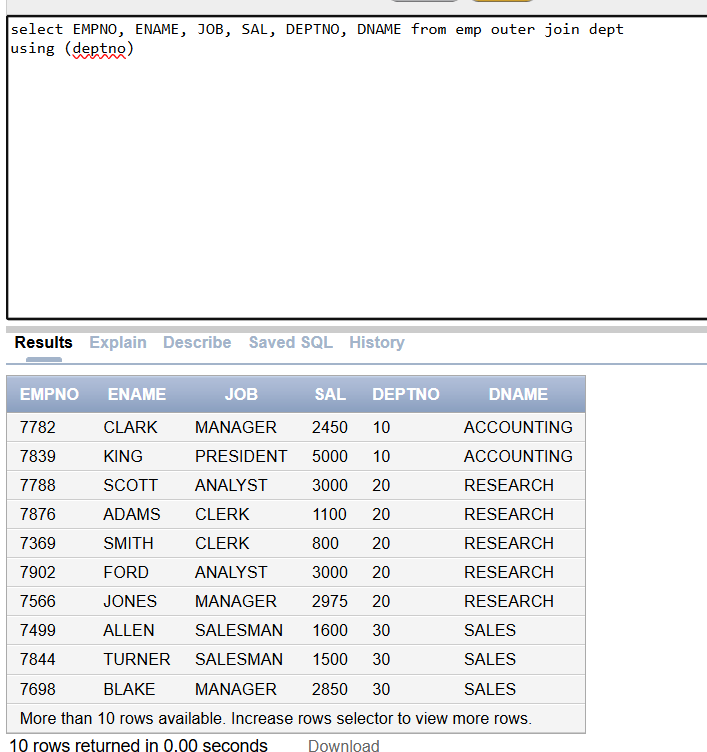 select EMPNO, ENAME, JOB, SAL, DEPTNO, DNAME from emp outer join dept
using (deptno)
Results Explain Describe Saved SQL History
EMPNO ENAME JOB SAL DEPTNO DNAME
7782 CLARK MANAGER 2450 10 ACCOUNTING
7839 KING PRESIDENT 5000 10 ACCOUNTING
7788 SCOTT ANALYST 3000 20 RESEARCH
7876 ADAMS CLERK 1100 20 RESEARCH
7369 SMITH CLERK 800 20 RESEARCH
7902 FORD ANALYST 3000 20 RESEARCH
7566 JONES MANAGER 2975 20 RESEARCH
7499 ALLEN SALESMAN 1600 30 SALES
7844 TURNER SALESMAN 1500 30 SALES
7698 BLAKE MANAGER 2850 30 SALES
More than 10 rows available. Increase rows selector to view more rows.
10 rows returned in 0.00 seconds Download